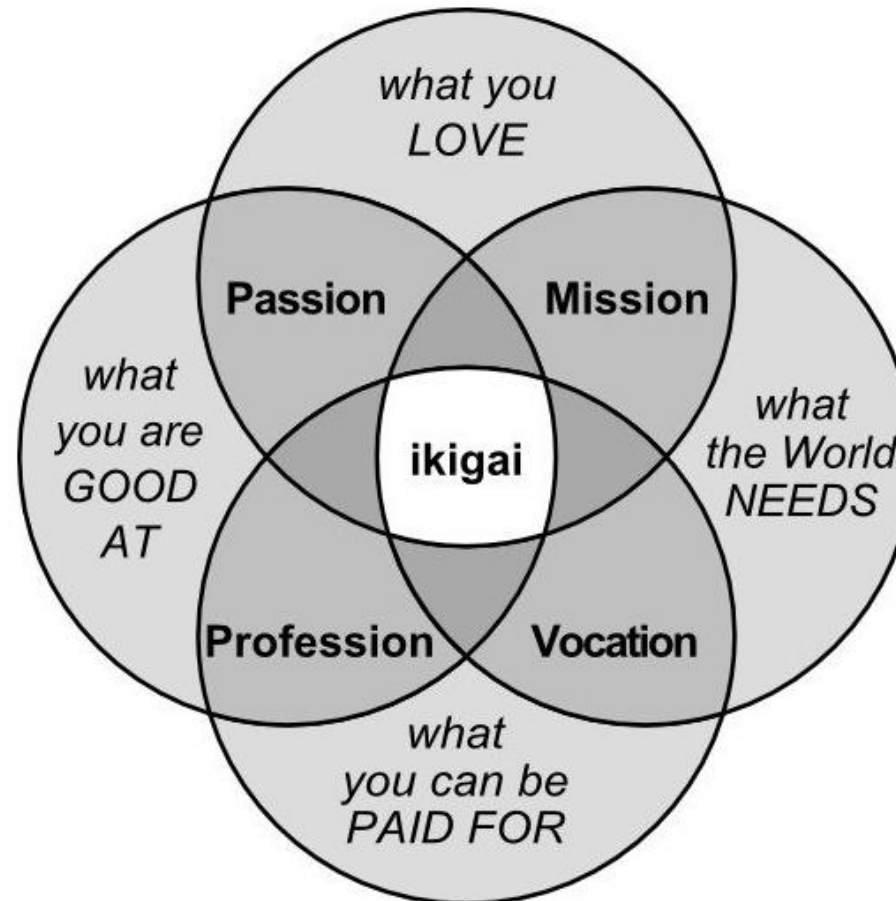 what you
LOVE
Passion
Mission
what
you are
GOOD
AT
ikigai
what
the World
NEEDS
Profession
Vocation
what
you can be
PAID FOR